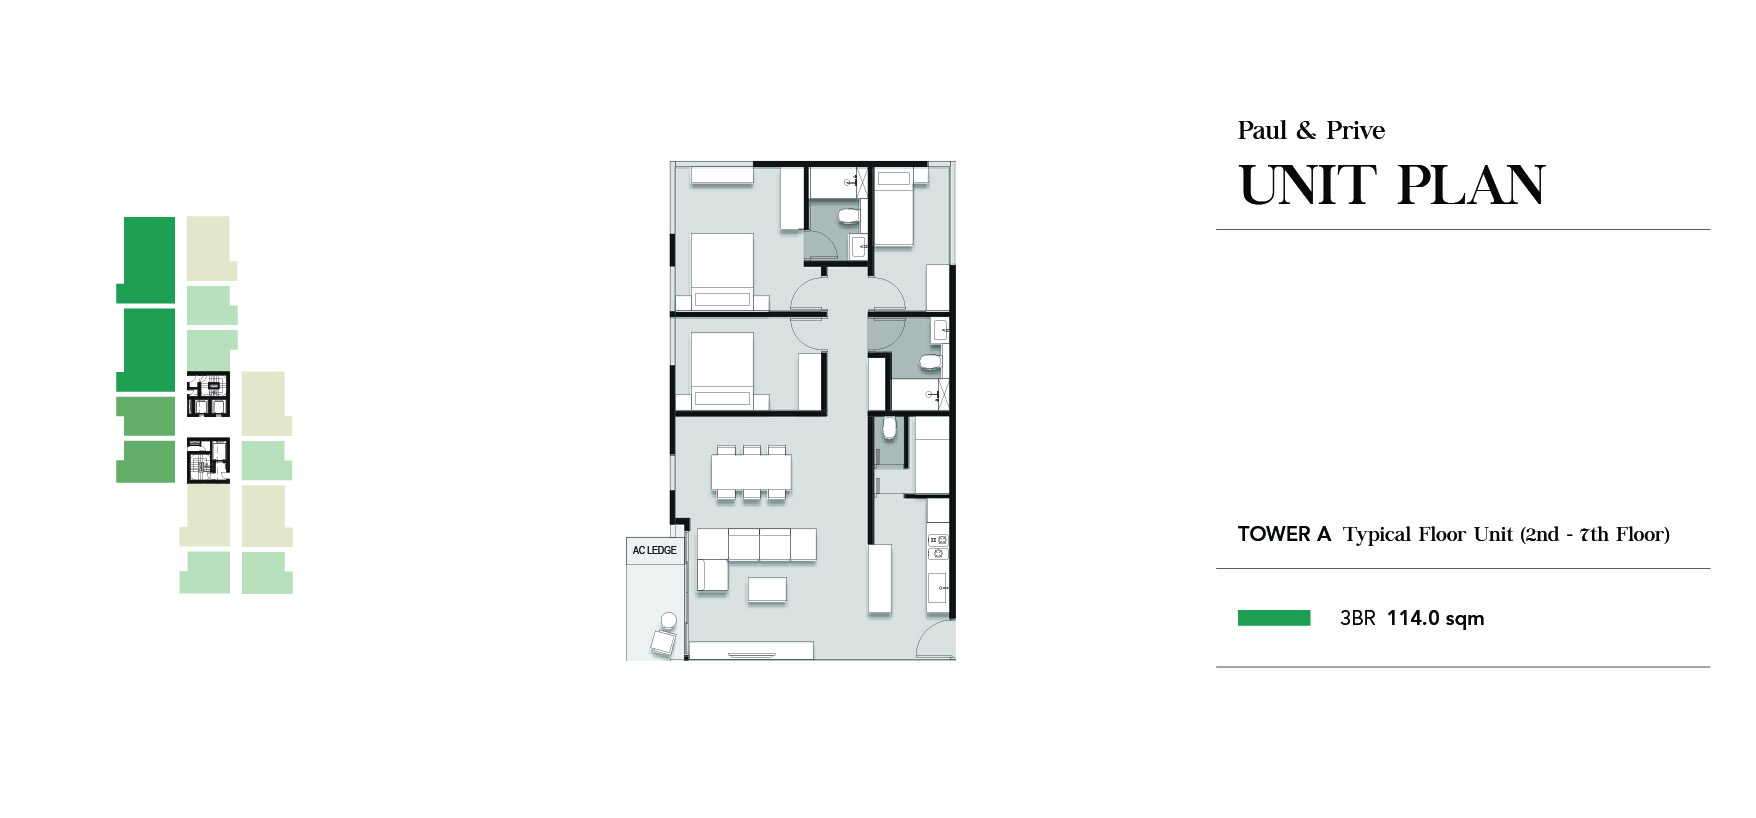 Paul & Prive
UNIT PLAN
AC LEDGE
TOWER A Typical Floor Unit (2nd - 7th Floor)
3BR 114.0 sqm